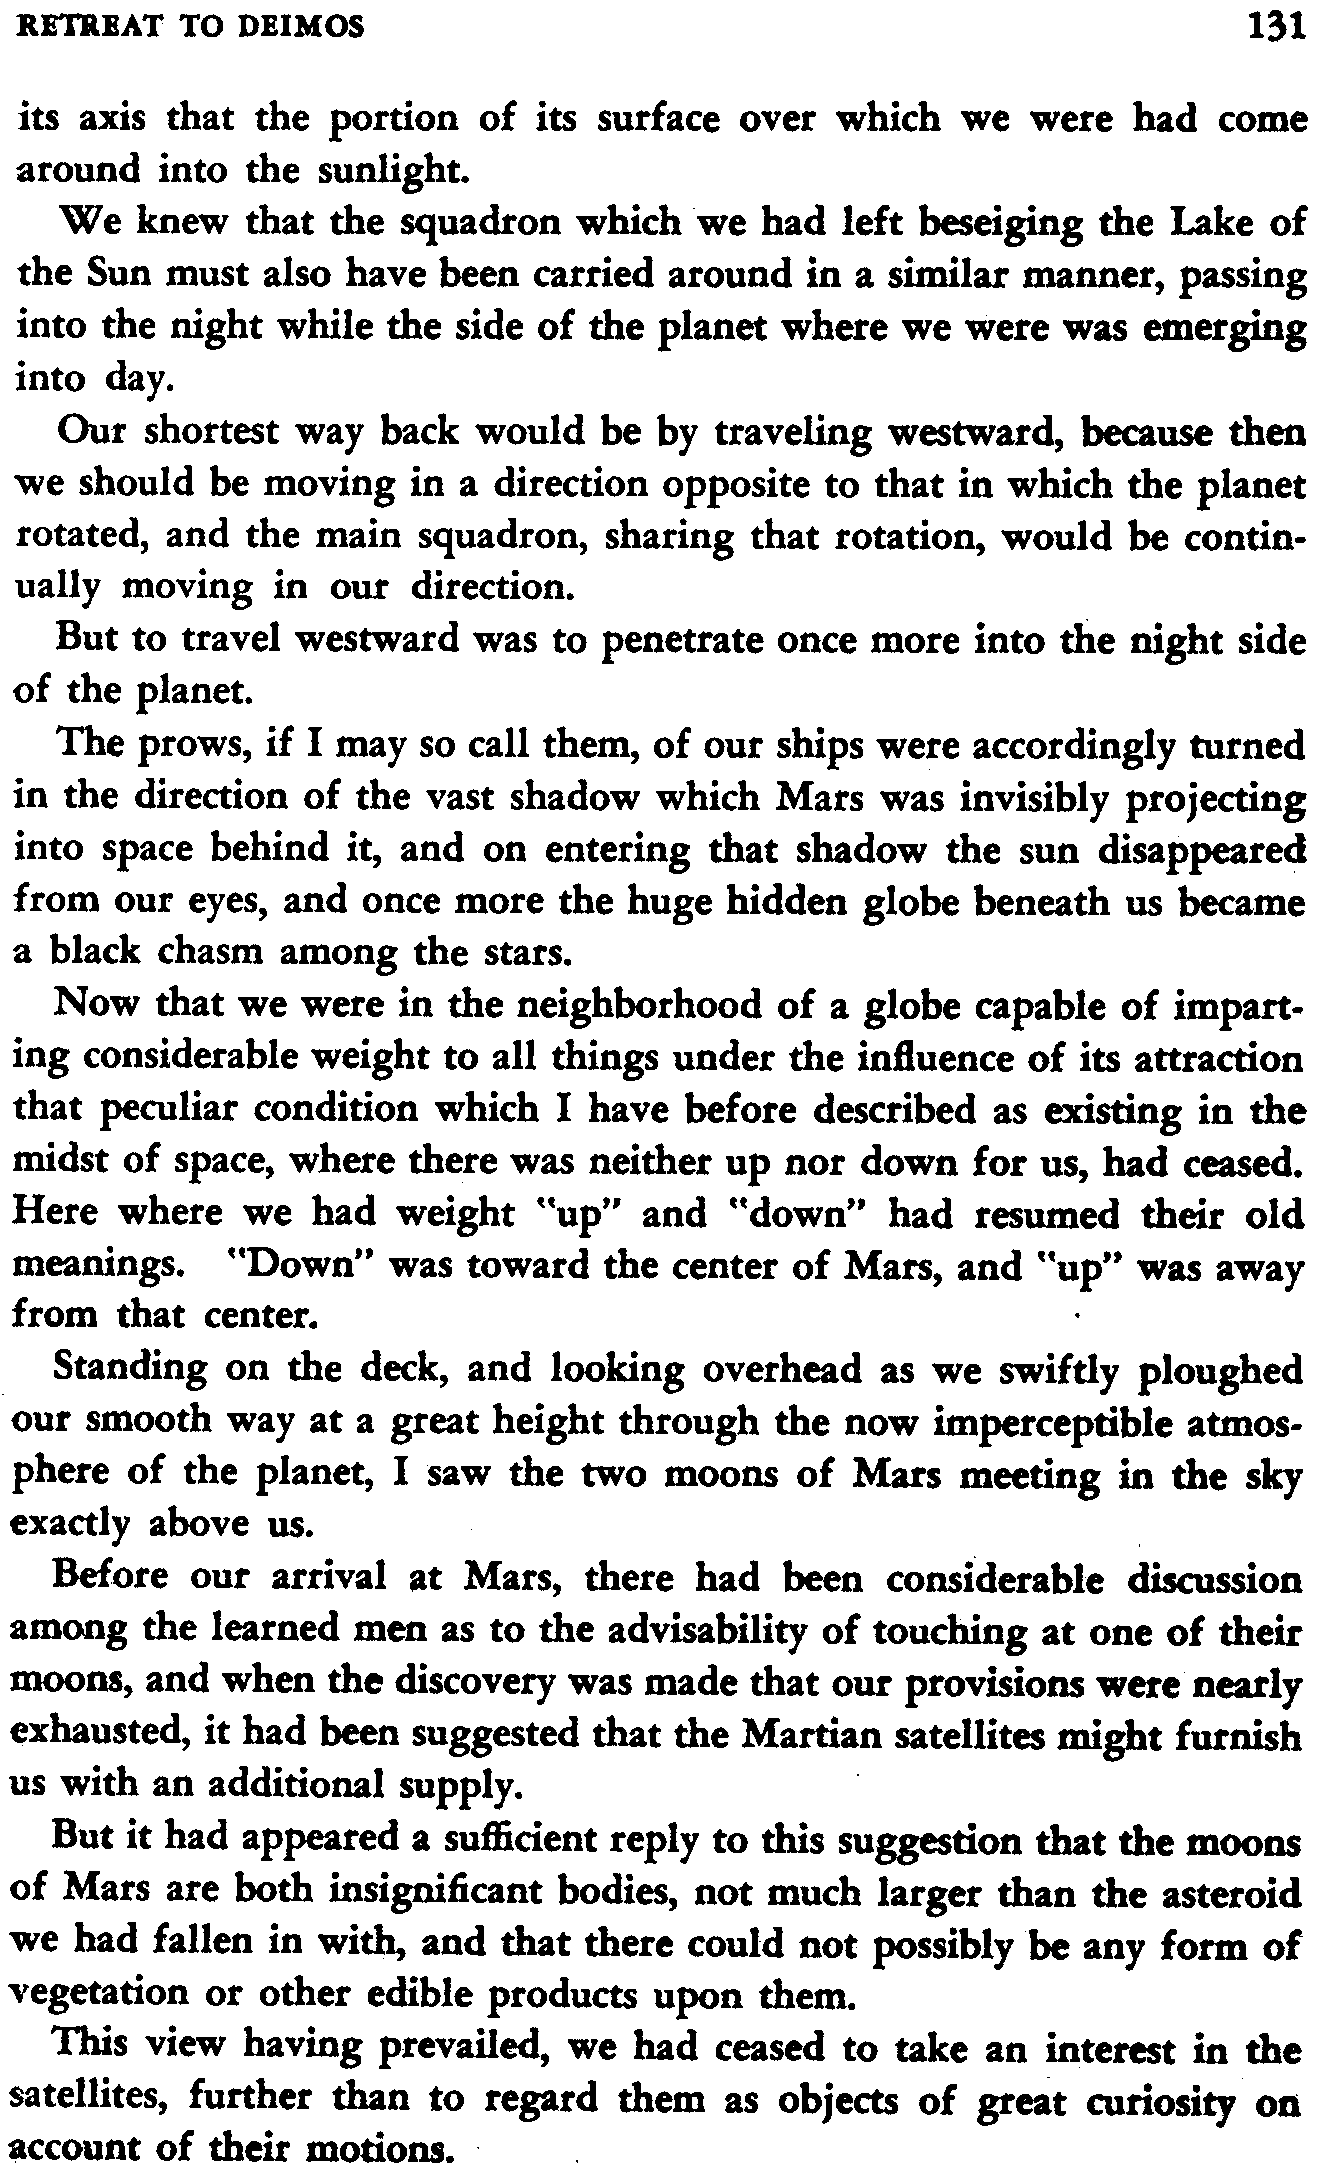 RETREAT TO DEIMOS 131
its axis that the portion of its surface over which we were had come
around into the sunlight.
We knew that the squadron which we had left beseiging the Lake of
the Sun must also have been carried around in a similar manner, passing
into the night while the side of the planet where we were was emerging
into day.
Our shortest way back would be by traveling westward, because then
we should be moving in a direction opposite to that in which the planet
rotated, and the main squadron, sharing that rotation, would be contin-
ually moving in our direction.
But to travel westward was to penetrate once more into the night side
of the planet.
The prows, if I may so call them, of our ships were accordingly turned
in the direction of the vast shadow which Mars was invisibly projecting
into space behind it, and on entering that shadow the sun disappeared
from our eyes, and once more the huge hidden globe beneath us became
a black chasm among the stars.
Now that we were in the neighborhood of a globe capable of impart-
ing considerable weight to all things under the influence of its attraction
that peculiar condition which I have before described as existing in the
midst of space, where there was neither up nor down for us, had ceased.
Here where we had weight "up" and "down" had resumed their old
meanings. "Down" was toward the center of Mars, and "up" was away
from that center.
Standing on the deck, and looking overhead as we swiftly ploughed
our smooth way at a great height through the now imperceptible atmos-
phere of the planet, I saw the two moons of Mars meeting in the sky
exactly above us.
Before our arrival at Mars, there had been considerable discussion
among the learned men as to the advisability of touching at one of their
moons, and when the discovery was made that our provisions were nearly
exhausted, it had been suggested that the Martian satellites might furnish
us with an additional supply.
But it had appeared a sufficient reply to this suggestion that the moons
of Mars are both insignificant bodies, not much larger than the asteroid
we had fallen in with, and that there could not possibly be any form of
vegetation or other edible products upon them.
This view having prevailed, we had ceased to take an interest in the
satellites, further than to regard them as objects of great curiosity on
account of their motions.